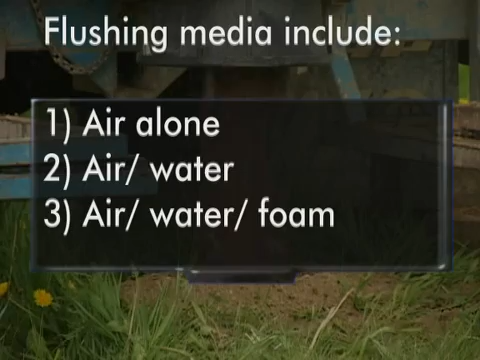 Flushing media include:
1) Air alone
2) Air/ water
3) Air/ water/ foam